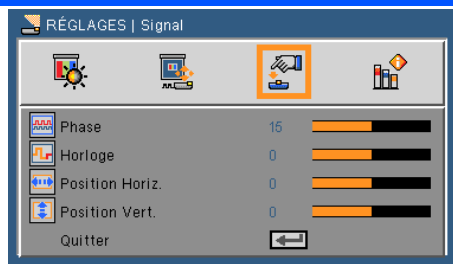 RÉGLAGES | Signal
Phase 15
Horloge 0
Position Horiz. 0
Position Vert. 0
Quitter